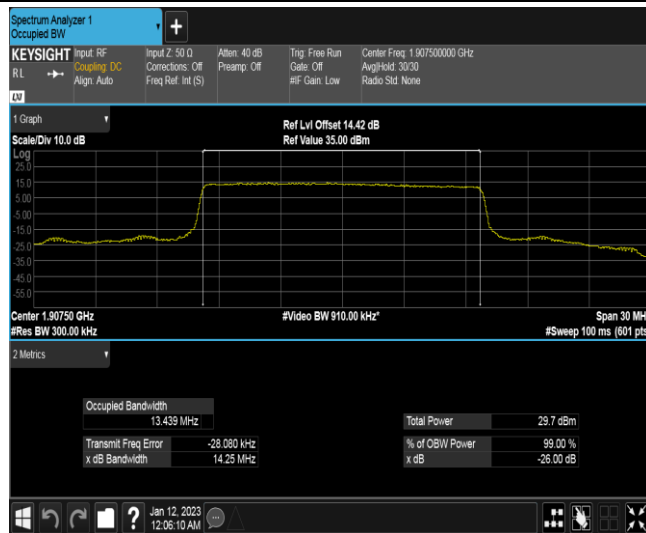 Spectrum Analyzer 1
Occupied BW
+
KEYSIGHT Input: RF Input Z: 50 Ω Atten: 40 dB Trig: Free Run Center Freq: 1.907500000 GHz
RL Coupling: DC Corrections: Off Preamp: Off Gate: Off Avg|Hold: 30/30
Align: Auto Freq Ref: Int (S) #IF Gain: Low Radio Std: None
1 Graph
Scale/Div 10.0 dB
Ref Lvl Offset 14.42 dB
Ref Value 35.00 dBm
Log
25.0
15.0
5.00
-5.00
-15.0
-25.0
-35.0
-45.0
-55.0
Center 1.90750 GHz #Video BW 910.00 kHz* Span 30 MH
#Res BW 300.00 kHz #Sweep 100 ms (601 pts
2 Metrics
Occupied Bandwidth
13.439 MHz
Total Power 29.7 dBm
Transmit Freq Error -28.080 kHz % of OBW Power 99.00 %
x dB Bandwidth 14.25 MHz x dB -26.00 dB
? Jan 12, 2023
12:06:10 AM